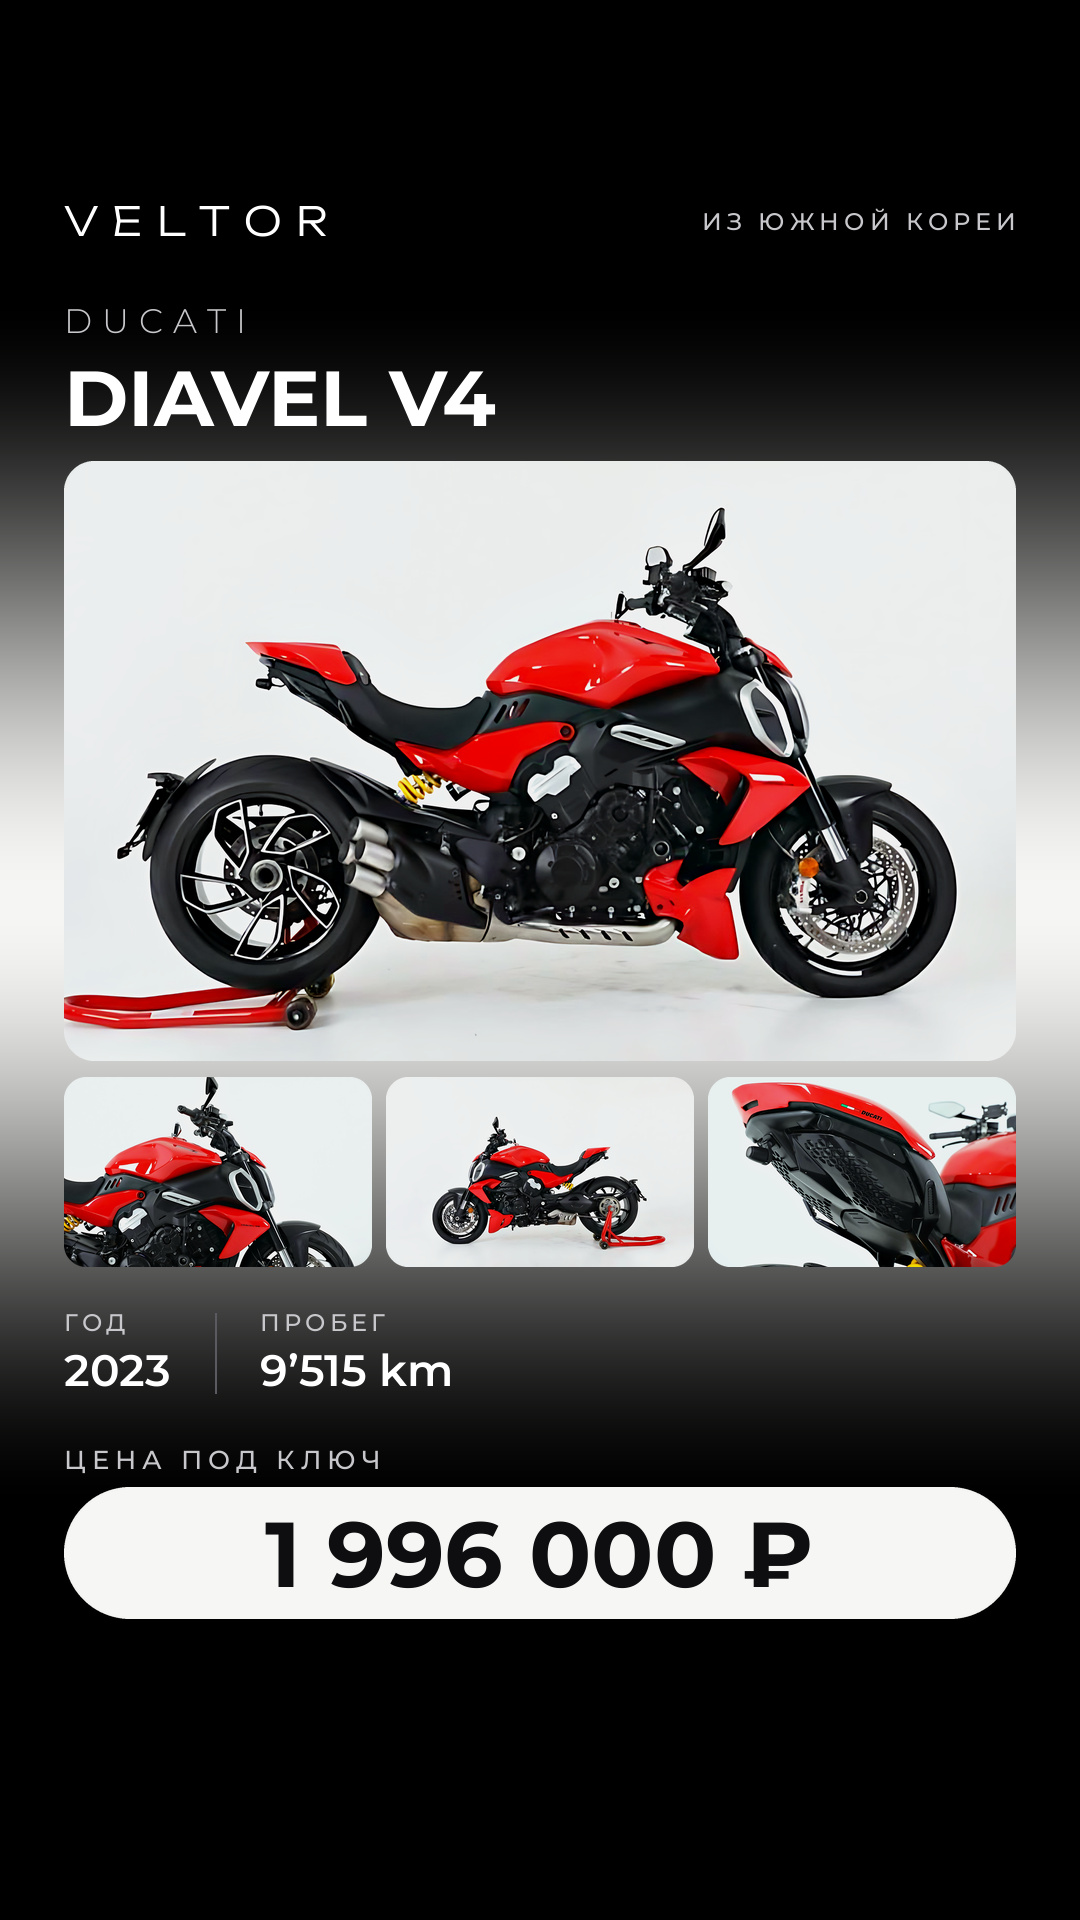 VELTOR
ИЗ ЮЖНОЙ КОРЕИ
DUCATI
DIAVEL V4
DUCATI
ГОД
ПРОБЕГ
2023
9’515 km
ЦЕНА ПОД КЛЮЧ
1 996 000 ₽